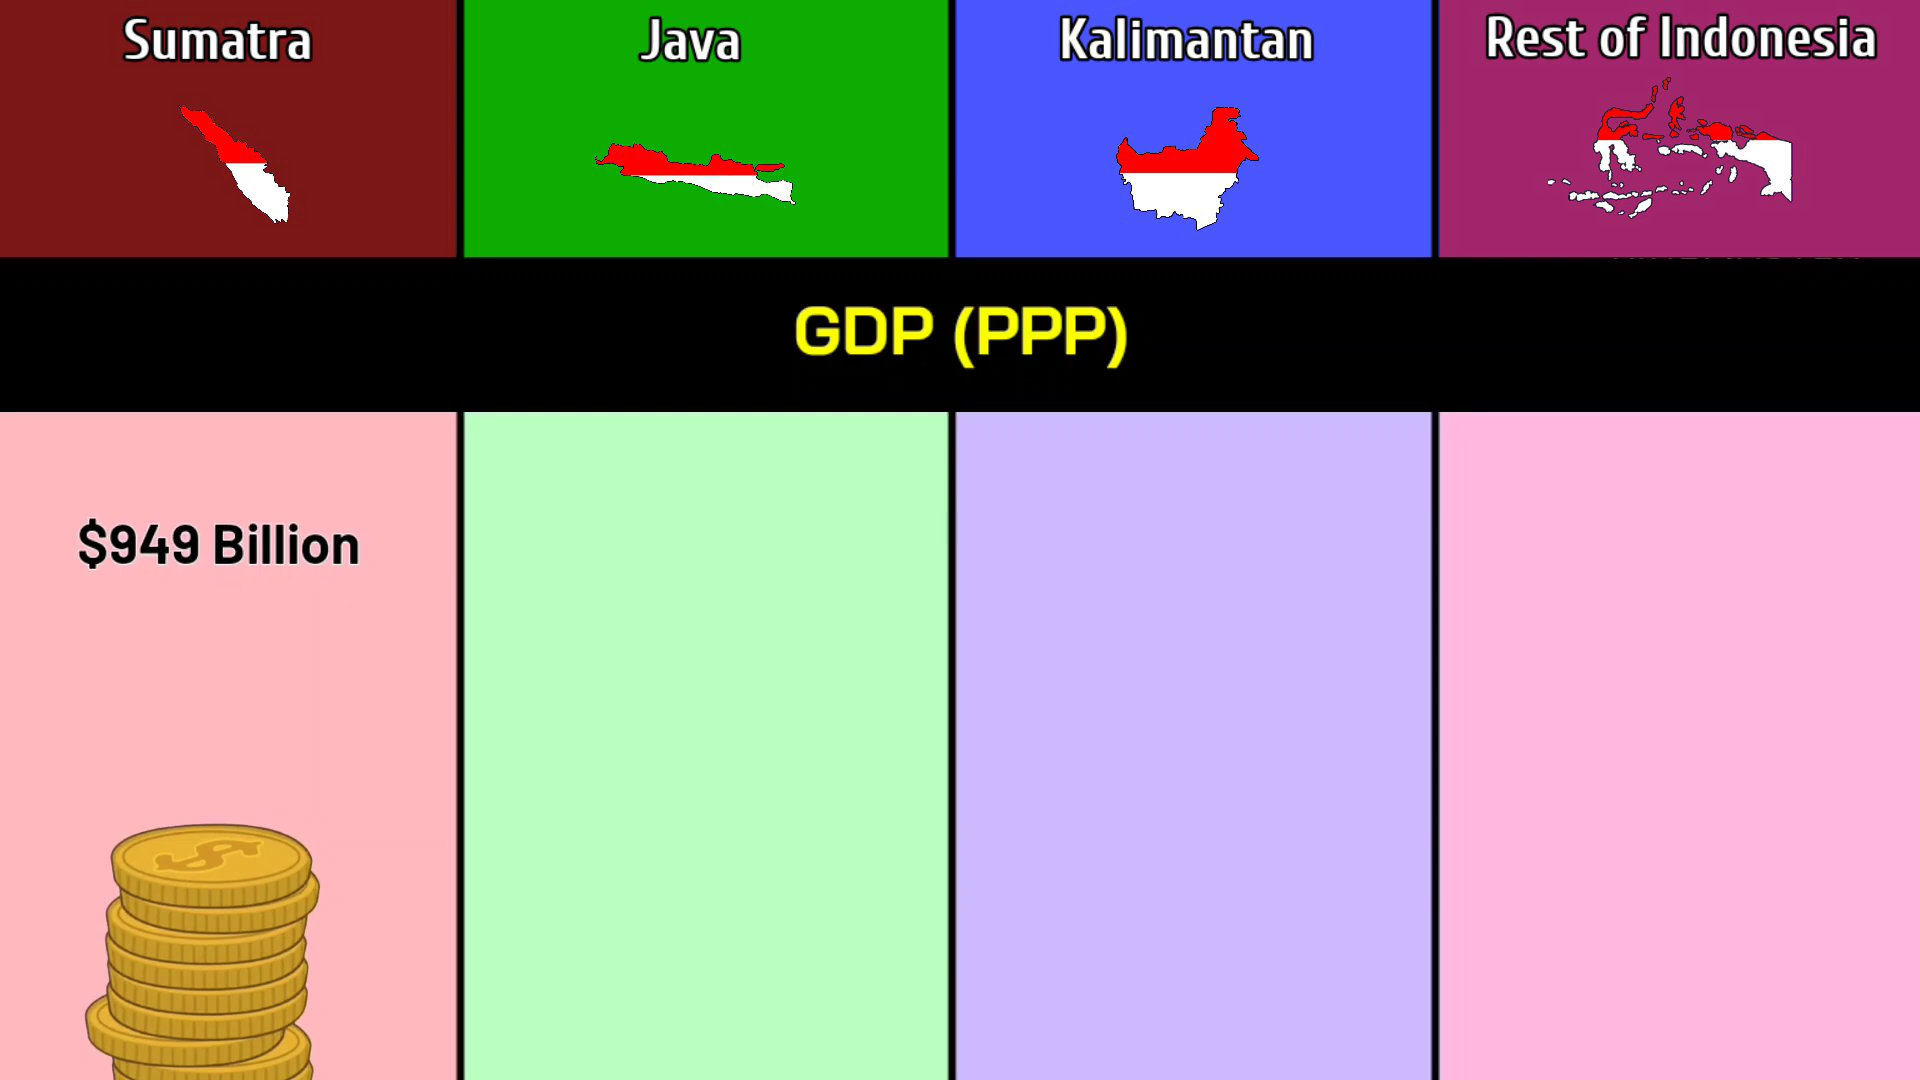 Sumatra
Java
Kalimantan
Rest of Indonesia
GDP (PPP)
$949 Billion